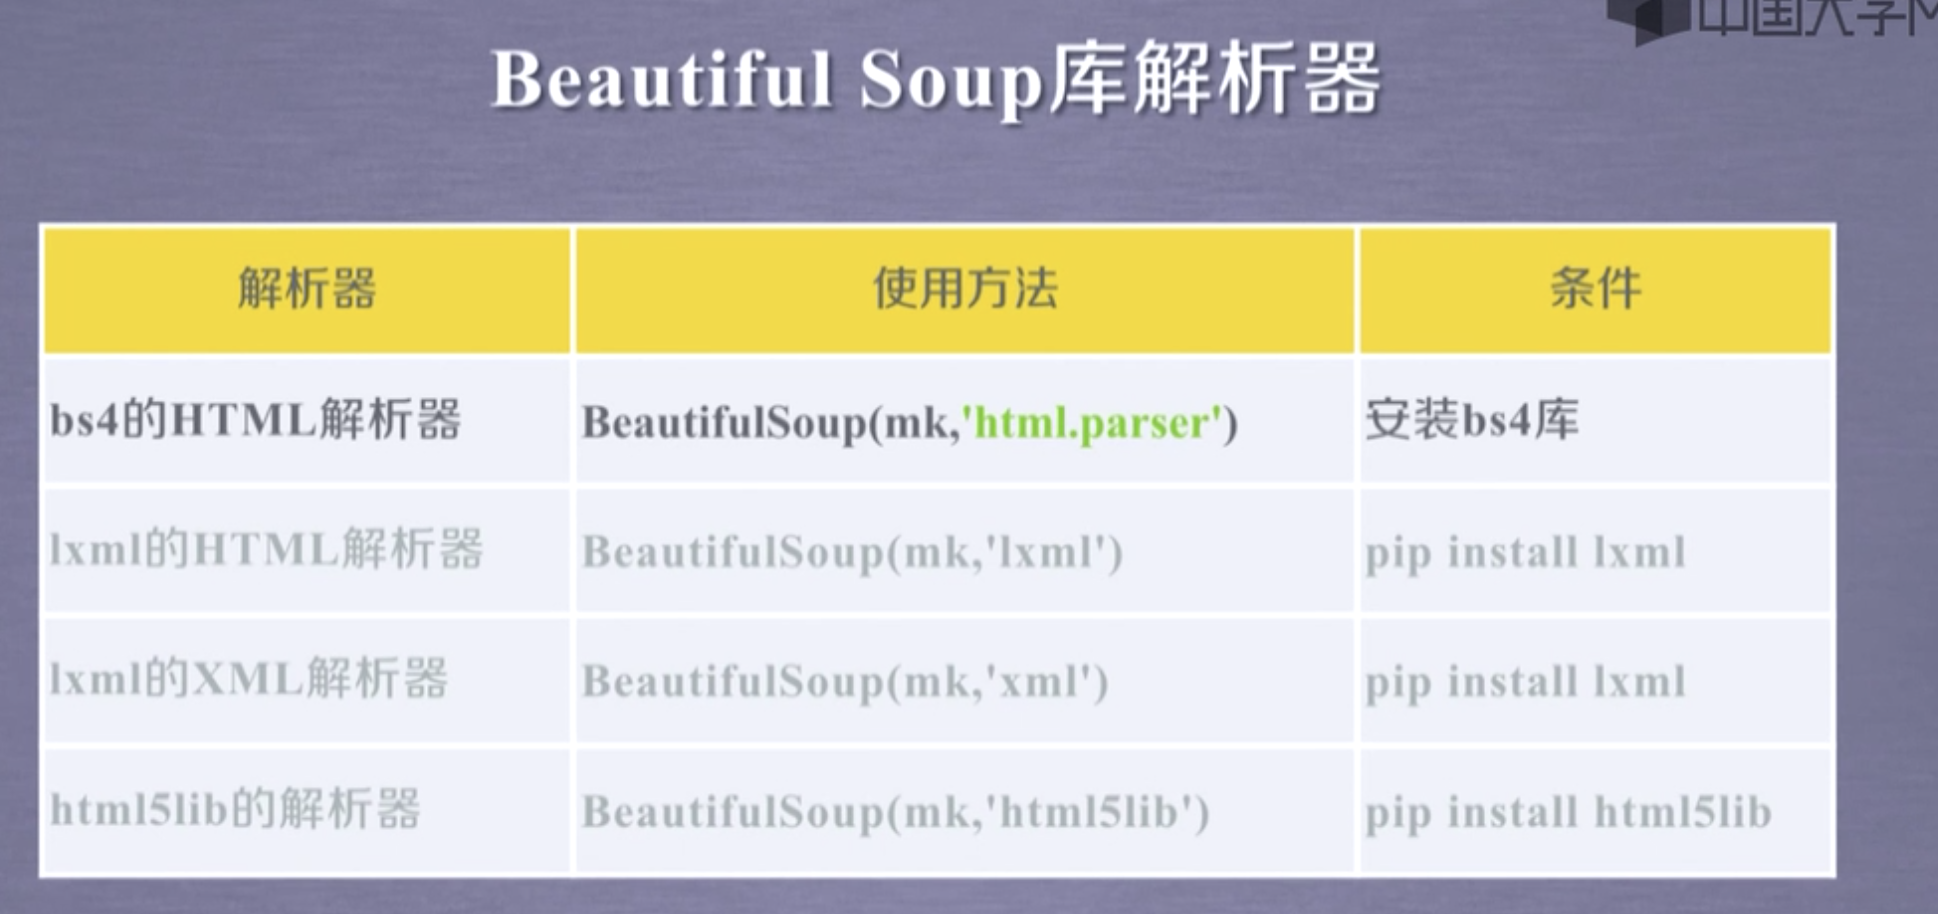 中国大学M
Beautiful Soup库解析器
解析器 使用方法 条件
bs4的HTML解析器 BeautifulSoup(mk,'html.parser') 安装bs4库
lxml的HTML解析器 BeautifulSoup(mk,'lxml') pip install lxml
lxml的XML解析器 BeautifulSoup(mk,'xml') pip install lxml
html5lib的解析器 BeautifulSoup(mk,'html5lib') pip install html5lib